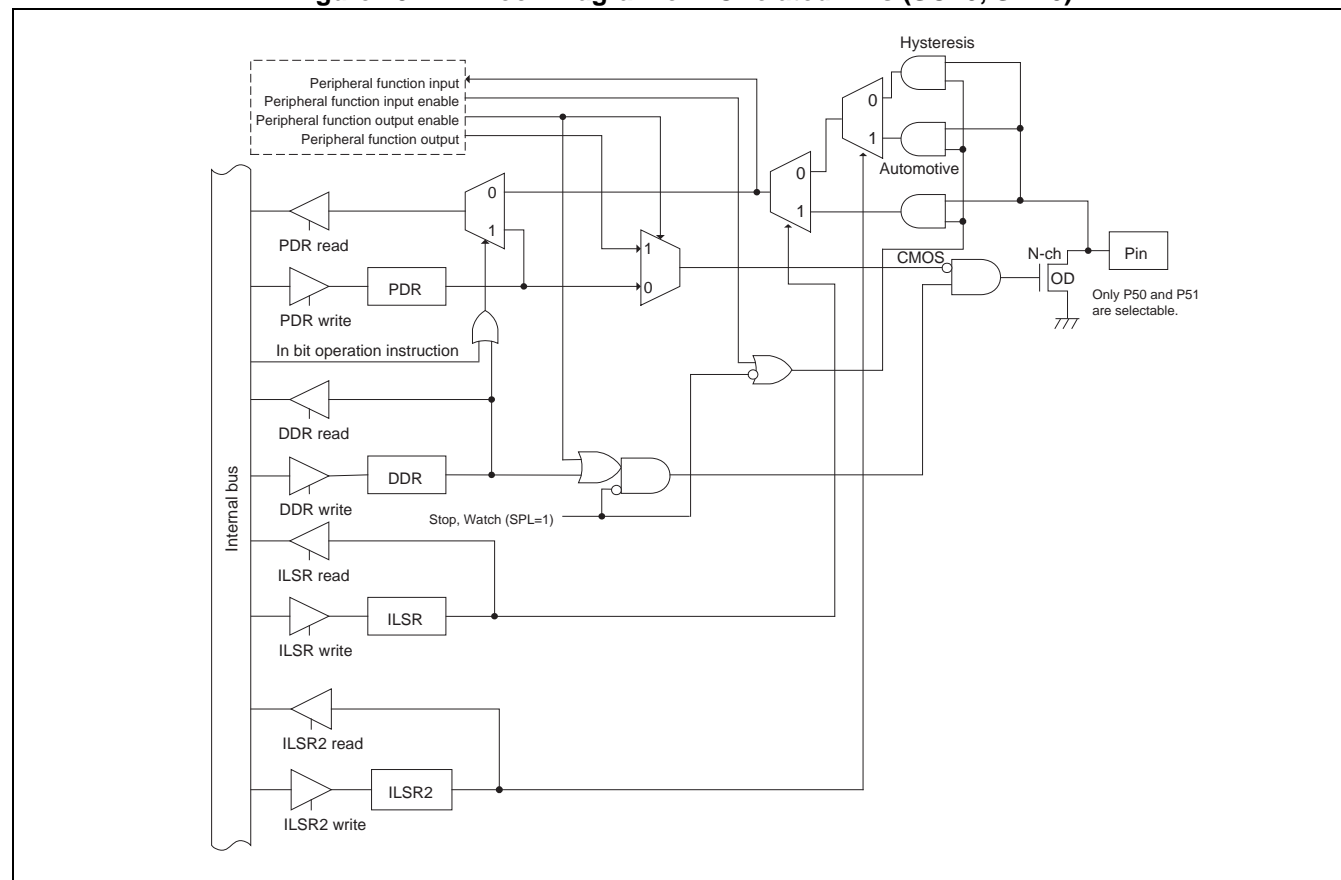 Hysteresis
Peripheral function input
Peripheral function input enable
Peripheral function output enable
Peripheral function output
0
1
Automotive
0
1
0
1
PDR read
1
0
CMOS
N-ch
OD
Pin
Only P50 and P51
are selectable.
PDR
PDR write
In bit operation instruction
DDR read
Internal bus
DDR
DDR write
Stop, Watch (SPL=1)
ILSR read
ILSR
ILSR write
ILSR2 read
ILSR2
ILSR2 write